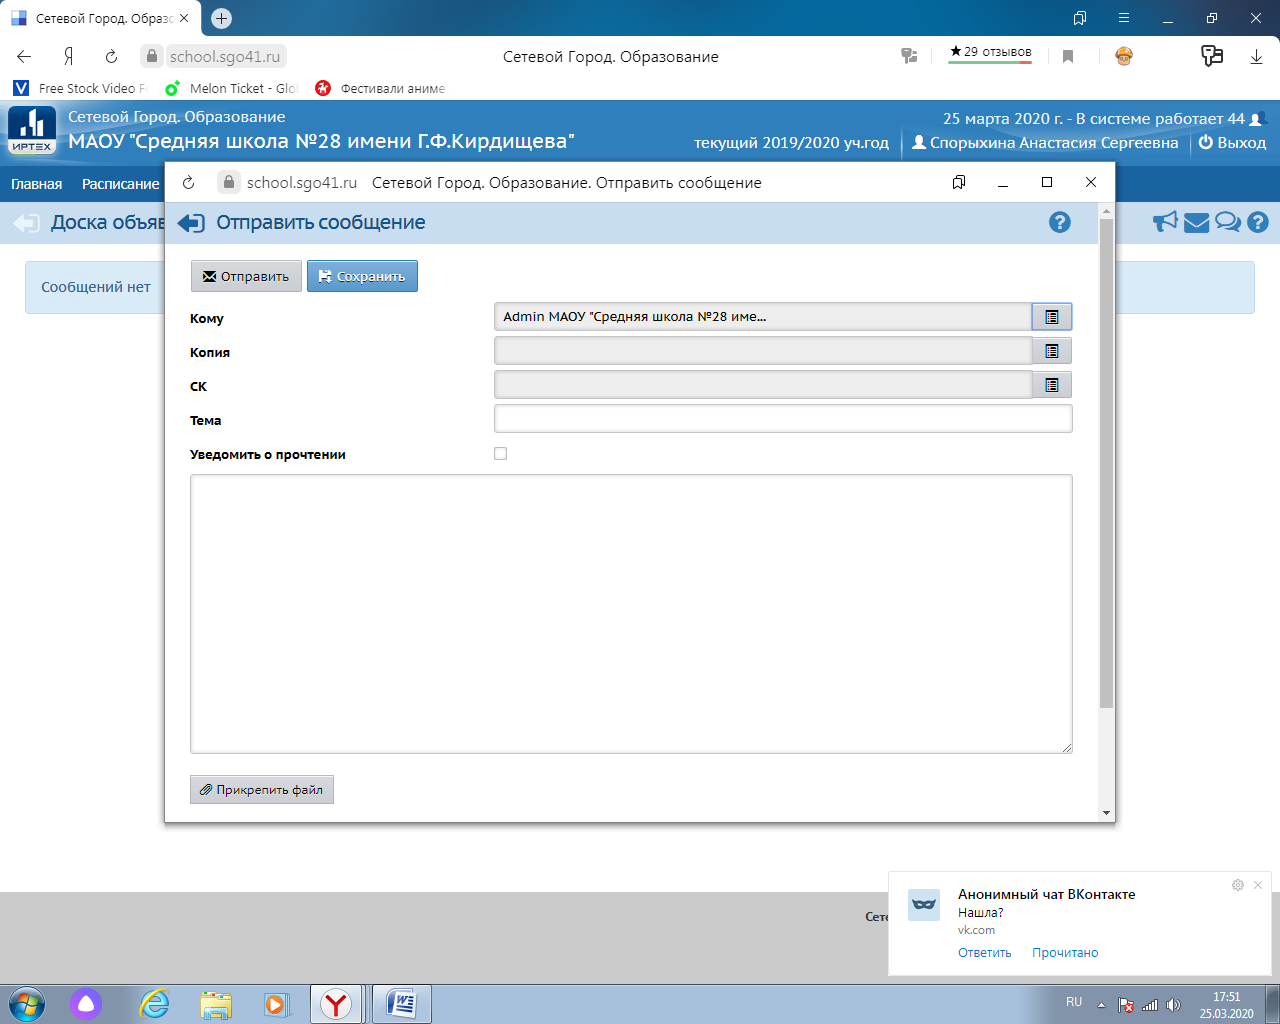 Сетевой Город. Образо
school.sgo41.ru
Сетевой Город. Образование
★29 отзывов
Free Stock Video F
Melon Ticket - Glo
Фестивали аниме
ИРТЕХ
Сетевой Город. Образование
МАОУ "Средняя школа №28 имени Г.Ф.Кирдищева"
25 марта 2020 г. - В системе работает 44
текущий 2019/2020 уч.год
Спорыхина Анастасия Сергеевна
Выход
Главная
Расписание
school.sgo41.ru
Сетевой Город. Образование. Отправить сообщение
Доска объяв
Отправить сообщение
Сообщений нет
Отправить
Сохранить
Кому
Admin МАОУ "Средняя школа №28 име...
Копия
СК
Тема
Уведомить о прочтении
Прикрепить файл
Сете
Анонимный чат ВКонтакте
Нашла?
vk.com
Ответить
Прочитано
RU
17:51
25.03.2020